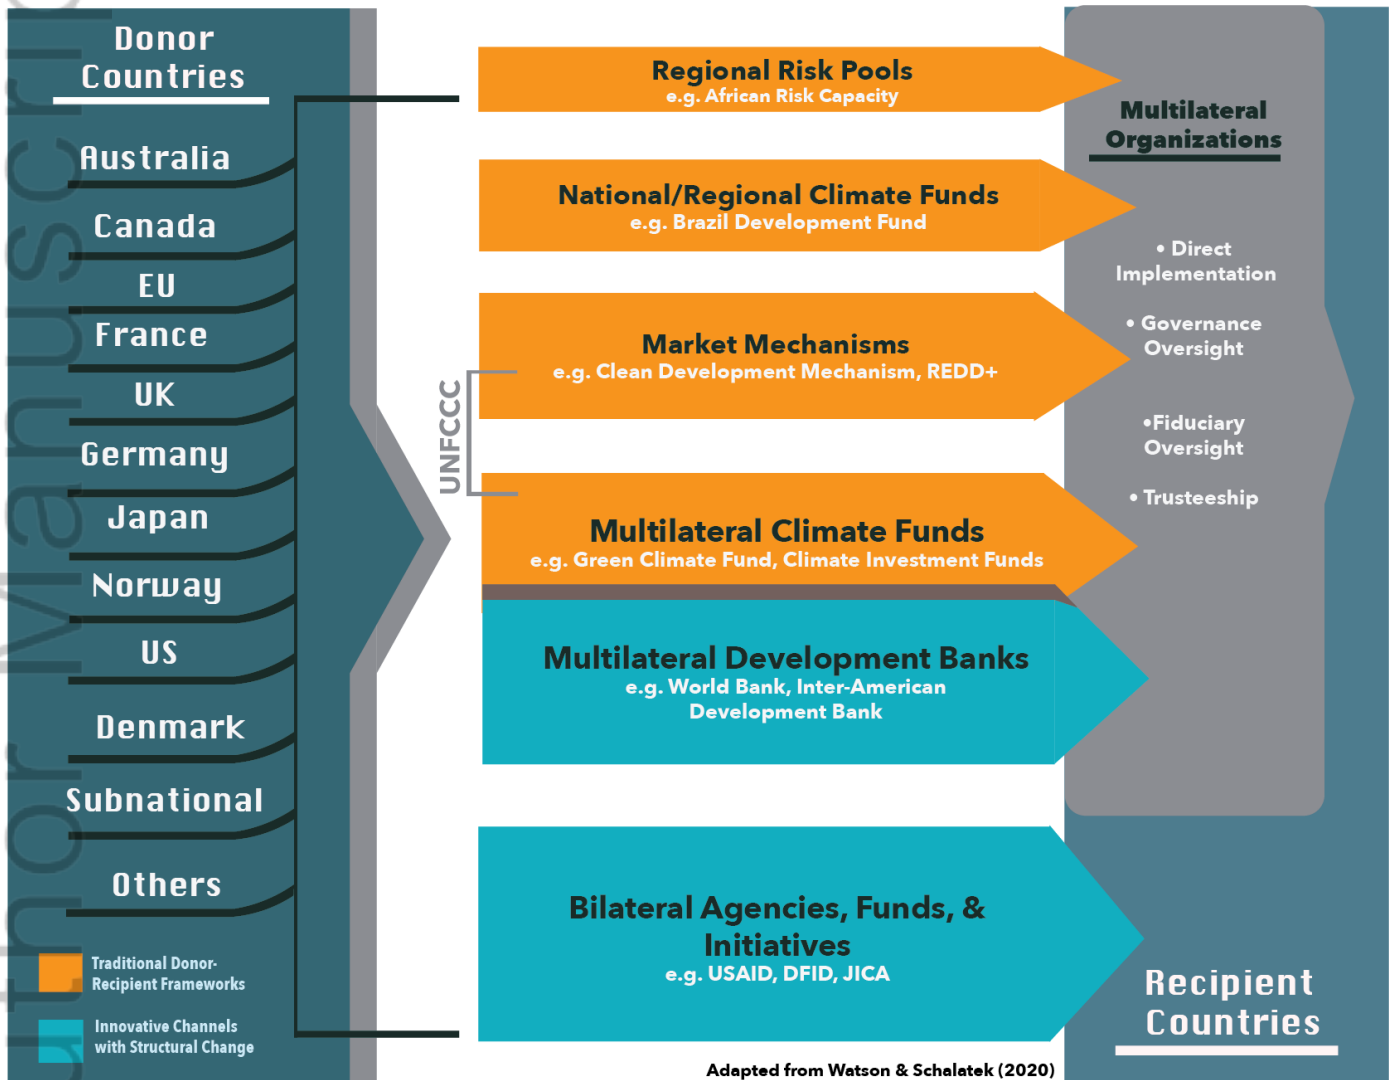 Donor
Countries
Australia
Canada
EU
France
UK
Germany
Japan
Norway
US
Denmark
Subnational
Others
Traditional Donor-
Recipient Frameworks
Innovative Channels
with Structural Change
UNFCCC
Regional Risk Pools
e.g. African Risk Capacity
National/Regional Climate Funds
e.g. Brazil Development Fund
Market Mechanisms
e.g. Clean Development Mechanism, REDD+
Multilateral Climate Funds
e.g. Green Climate Fund, Climate Investment Funds
Multilateral Development Banks
e.g. World Bank, Inter-American
Development Bank
Bilateral Agencies, Funds, &
Initiatives
e.g. USAID, DFID, JICA
Multilateral
Organizations
• Direct
Implementation
• Governance
Oversight
•Fiduciary
Oversight
• Trusteeship
Recipient
Countries
Adapted from Watson & Schalatek (2020)